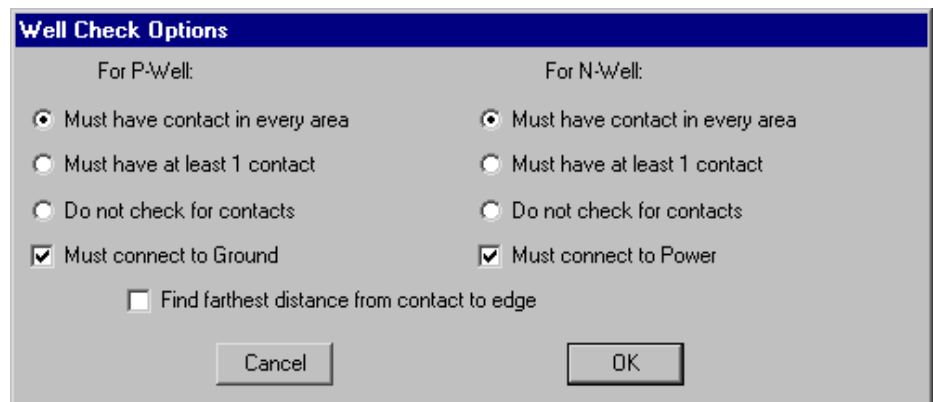 Well Check Options
For P-Well: For N-Well:
Must have contact in every area Must have contact in every area
Must have at least 1 contact Must have at least 1 contact
Do not check for contacts Do not check for contacts
Must connect to Ground Must connect to Power
Find farthest distance from contact to edge
Cancel OK